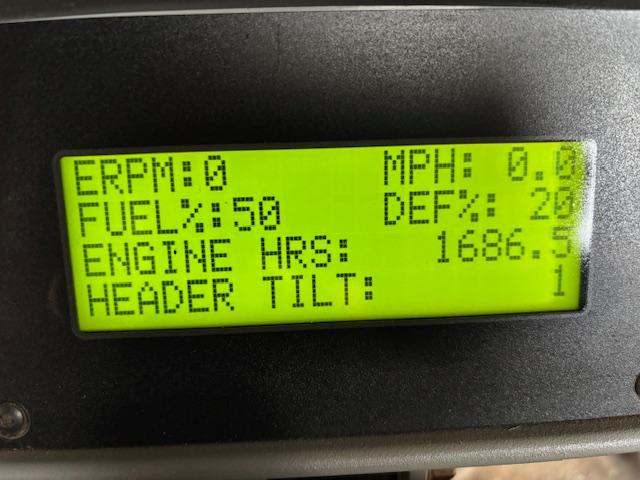 ERPM:0 MPH: 0.0
FUEL%:50 DEF%: 20
ENGINE HRS: 1686.5
HEADER TILT: 1